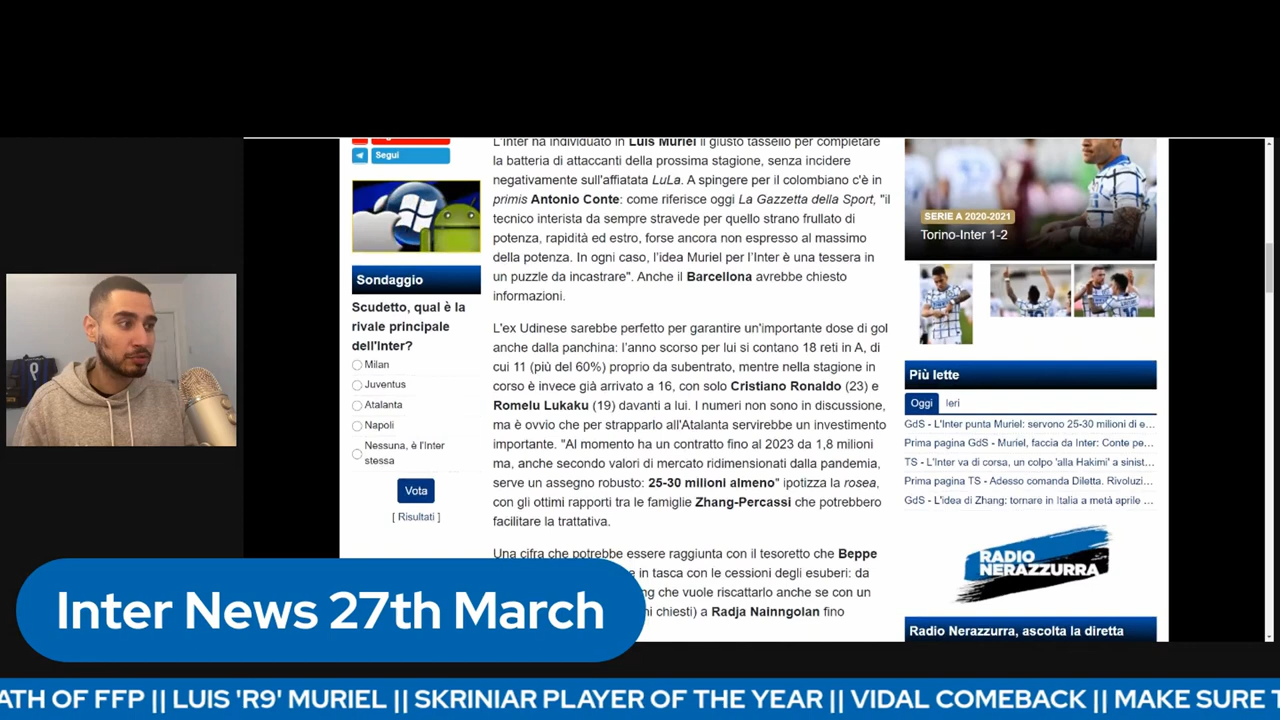 Segui
Sondaggio
Scudetto, qual è la
rivale principale
dell'Inter?
Milan
Juventus
Atalanta
Napoli
Nessuna, è l'Inter
stessa
Vota
[ Risultati ]
L'Inter ha individuato in Luis Muriel il giusto tassello per completare
la batteria di attaccanti della prossima stagione, senza incidere
negativamente sull'affiatata LuLa. A spingere per il colombiano c'è in
primis Antonio Conte: come riferisce oggi La Gazzetta della Sport, "il
tecnico interista da sempre stravede per quello strano frullato di
potenza, rapidità ed estro, forse ancora non espresso al massimo
della potenza. In ogni caso, l'idea Muriel per l'Inter è una tessera in
un puzzle da incastrare". Anche il Barcellona avrebbe chiesto
informazioni.
L'ex Udinese sarebbe perfetto per garantire un'importante dose di gol
anche dalla panchina: l'anno scorso per lui si contano 18 reti in A, di
cui 11 (più del 60%) proprio da subentrato, mentre nella stagione in
corso è invece già arrivato a 16, con solo Cristiano Ronaldo (23) e
Romelu Lukaku (19) davanti a lui. I numeri non sono in discussione,
ma è ovvio che per strapparlo all'Atalanta servirebbe un investimento
importante. "Al momento ha un contratto fino al 2023 da 1,8 milioni
ma, anche secondo valori di mercato ridimensionati dalla pandemia,
serve un assegno robusto: 25-30 milioni almeno" ipotizza la rosea,
con gli ottimi rapporti tra le famiglie Zhang-Percassi che potrebbero
facilitare la trattativa.
Una cifra che potrebbe essere raggiunta con il tesoretto che Beppe
e in tasca con le cessioni degli esuberi: da
ng che vuole riscattarlo anche se con un
ni chiesti) a Radja Nainngolan fino
SERIE A 2020-2021
Torino-Inter 1-2
Più lette
Oggi Ieri
GdS - L'Inter punta Muriel: servono 25-30 milioni di e...
Prima pagina GdS - Muriel, faccia da Inter: Conte pe...
TS - L'Inter va di corsa, un colpo 'alla Hakimi' a sinist...
Prima pagina TS - Adesso comanda Diletta. Rivoluzi...
GdS - L'idea di Zhang: tornare in Italia a metà aprile ...
RADIO
NERAZZURRA
Radio Nerazzurra, ascolta la diretta
Inter News 27th March
ATH OF FFP || LUIS 'R9' MURIEL || SKRINIAR PLAYER OF THE YEAR || VIDAL COMEBACK || MAKE SURE T